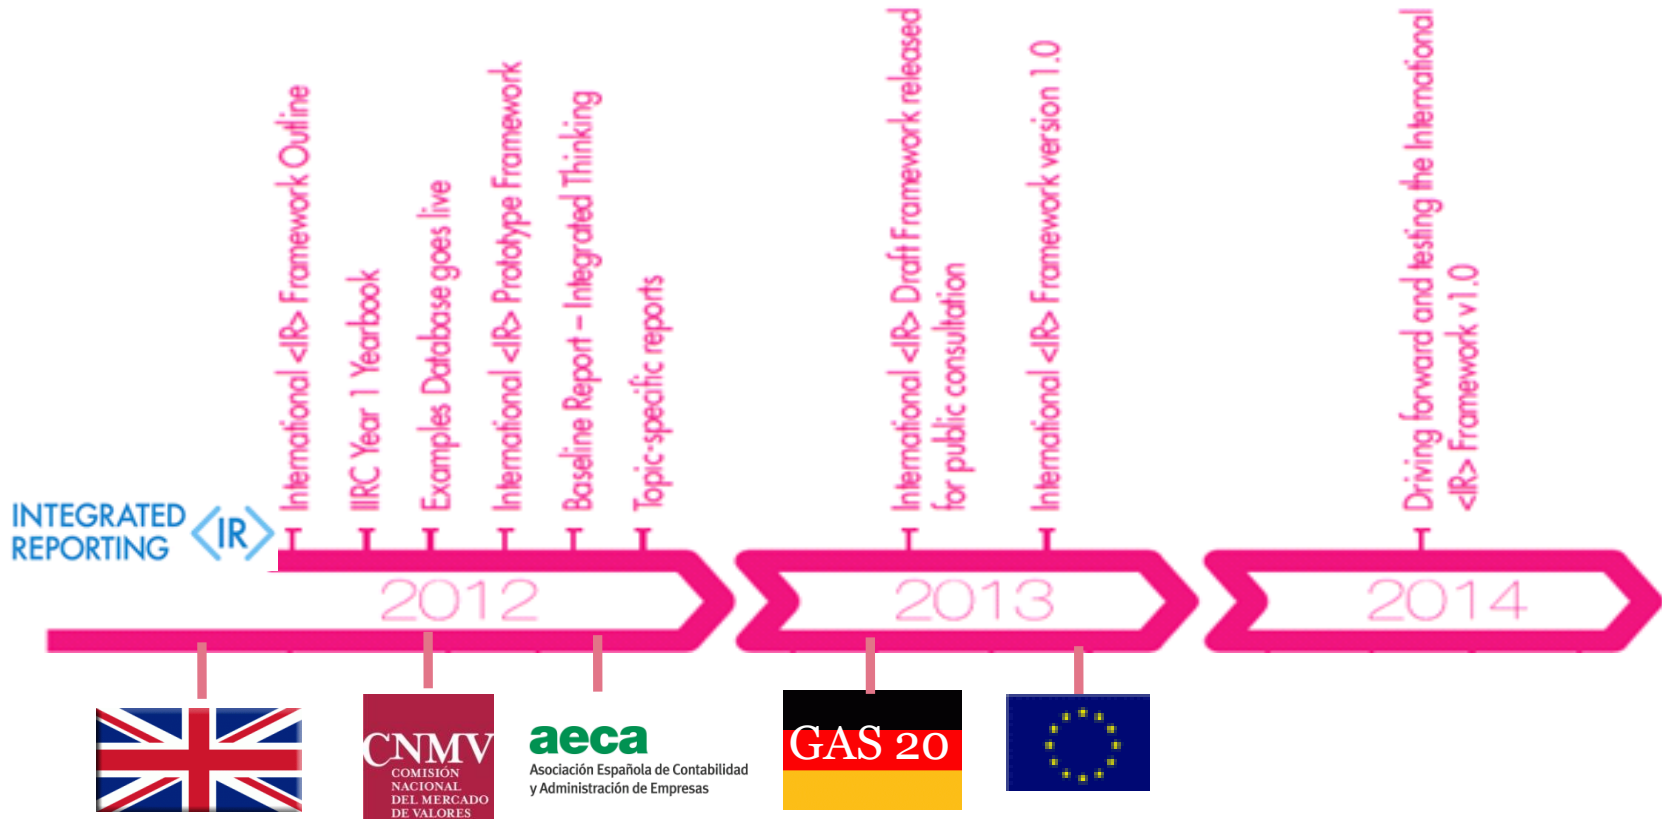 International <IR> Framework Outline
IIRC Year 1 Yearbook
Examples Database goes live
International <IR> Prototype Framework
Baseline Report – Integrated Thinking
Topic-specific reports
International <IR> Draft Framework released
for public consultation
International <IR> Framework version 1.0
Driving forward and testing the International
<IR> Framework v1.0
INTEGRATED
REPORTING
<IR>
2012
2013
2014
CNMV
COMISIÓN
NACIONAL
DEL MERCADO
DE VALORES
aeca
Asociación Española de Contabilidad
y Administración de Empresas
GAS 20